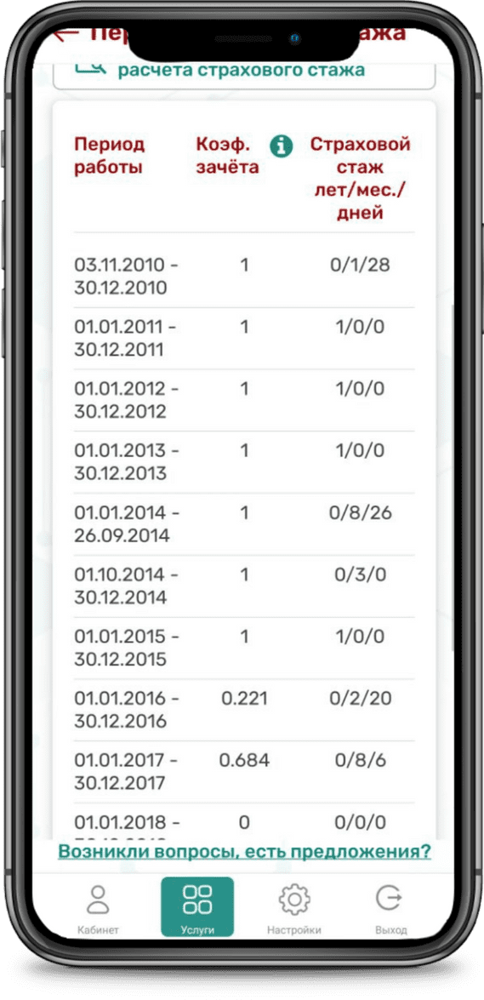 расчета страхового стажа
Период
работы
Коэф.
зачёта
Страховой
стаж
лет/мес./
дней
03.11.2010 -
30.12.2010
1
0/1/28
01.01.2011 -
30.12.2011
1
1/0/0
01.01.2012 -
30.12.2012
1
1/0/0
01.01.2013 -
30.12.2013
1
1/0/0
01.01.2014 -
26.09.2014
1
0/8/26
01.10.2014 -
30.12.2014
1
0/3/0
01.01.2015 -
30.12.2015
1
1/0/0
01.01.2016 -
30.12.2016
0.221
0/2/20
01.01.2017 -
30.12.2017
0.684
0/8/6
01.01.2018 -
0
0/0/0
Возникли вопросы, есть предложения?
Кабинет
Услуги
Настройки
Выход